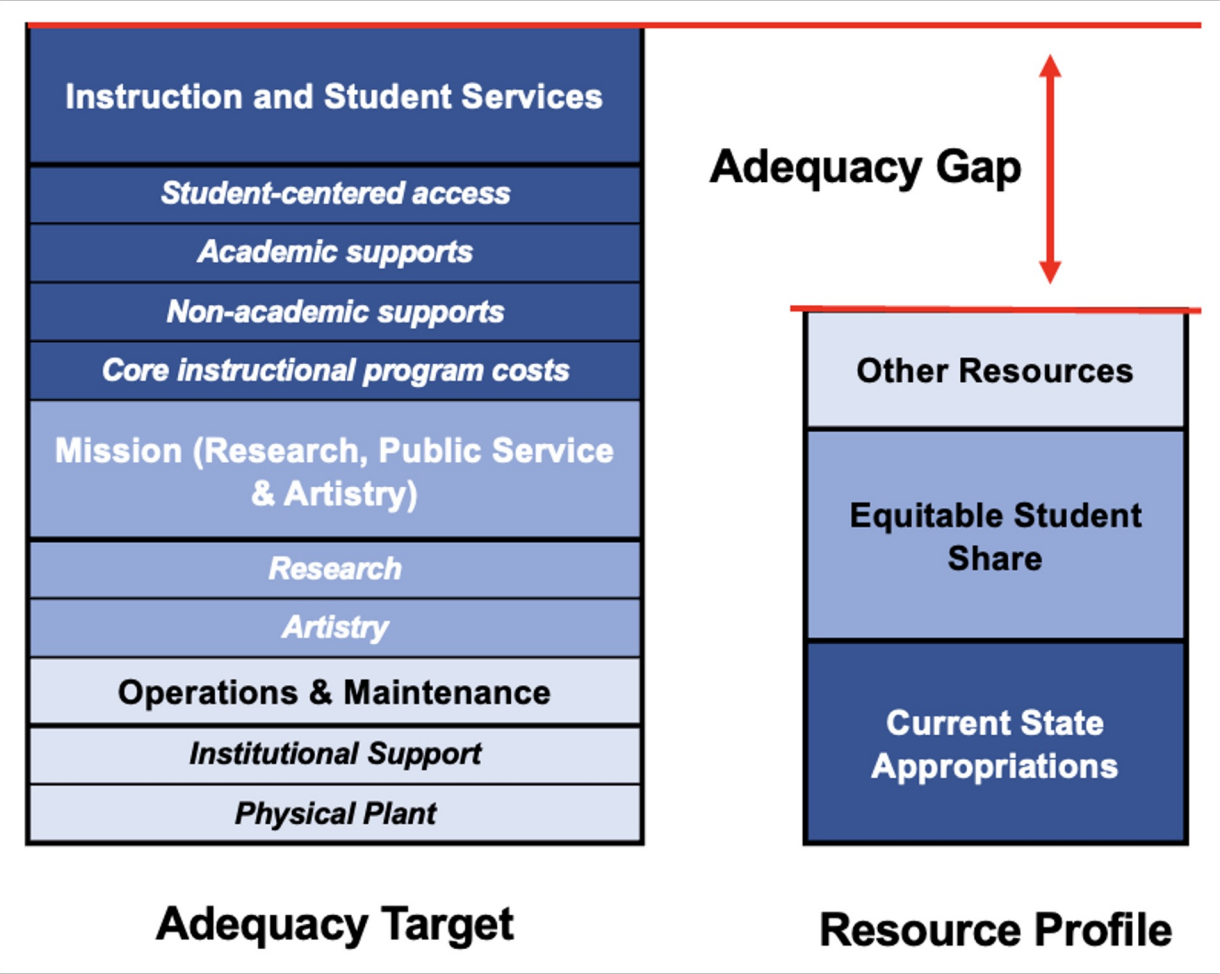 Instruction and Student Services
Student-centered access
Academic supports
Non-academic supports
Core instructional program costs
Mission (Research, Public Service
& Artistry)
Research
Artistry
Operations & Maintenance
Institutional Support
Physical Plant
Adequacy Target
Adequacy Gap
Other Resources
Equitable Student
Share
Current State
Appropriations
Resource Profile